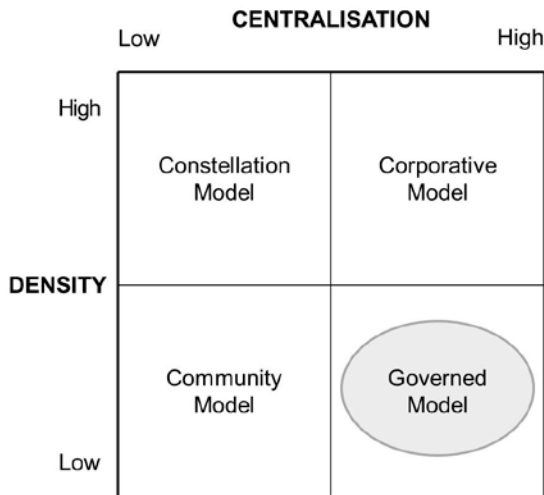 CENTRALISATION
Low
High
High
Constellation
Model
Corporative
Model
DENSITY
Community
Model
Governed
Model
Low